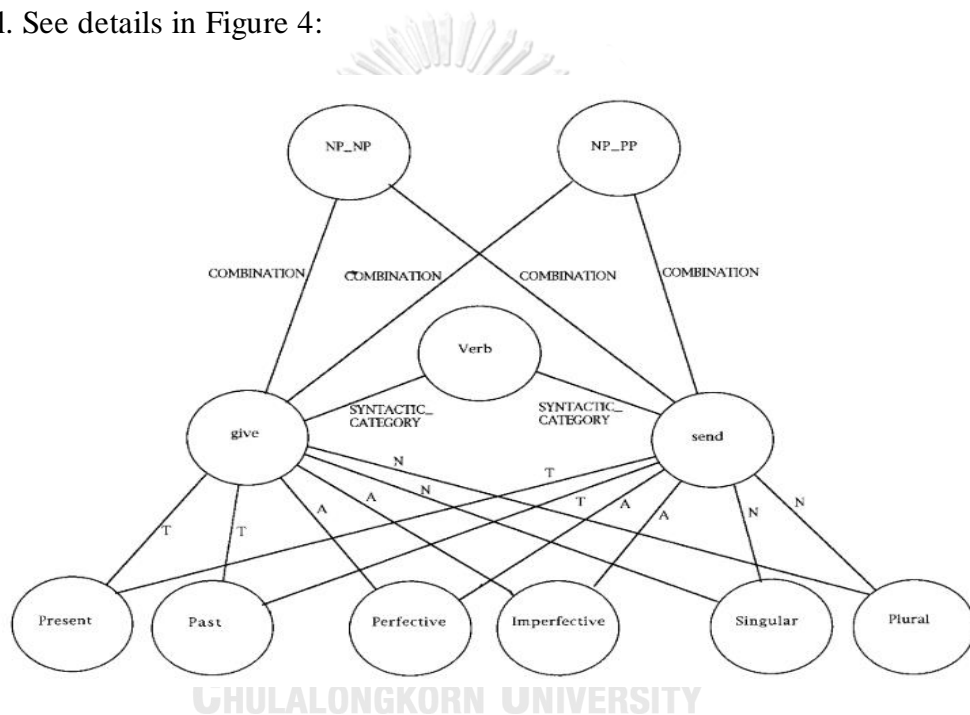 l. See details in Figure 4:
NP_NP
NP_PP
COMBINATION
COMBINATION
COMBINATION
COMBINATION
Verb
SYNTACTIC_
CATEGORY
SYNTACTIC_
CATEGORY
give
send
N
T
A
N
T
A
A
A
N
N
T
T
Present
Past
Perfective
Imperfective
Singular
Plural
CHULALONGKORN UNIVERSITY